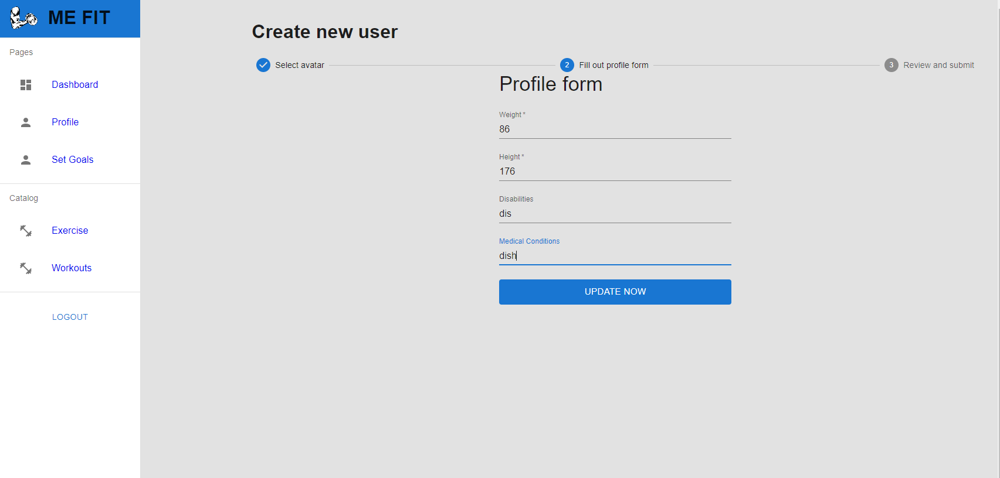 ME FIT
Pages
Dashboard
Profile
Set Goals
Catalog
Exercise
Workouts
LOGOUT
Create new user
Select avatar
2 Fill out profile form
3 Review and submit
Profile form
Weight *
86
Height *
176
Disabilities
dis
Medical Conditions
dish
UPDATE NOW